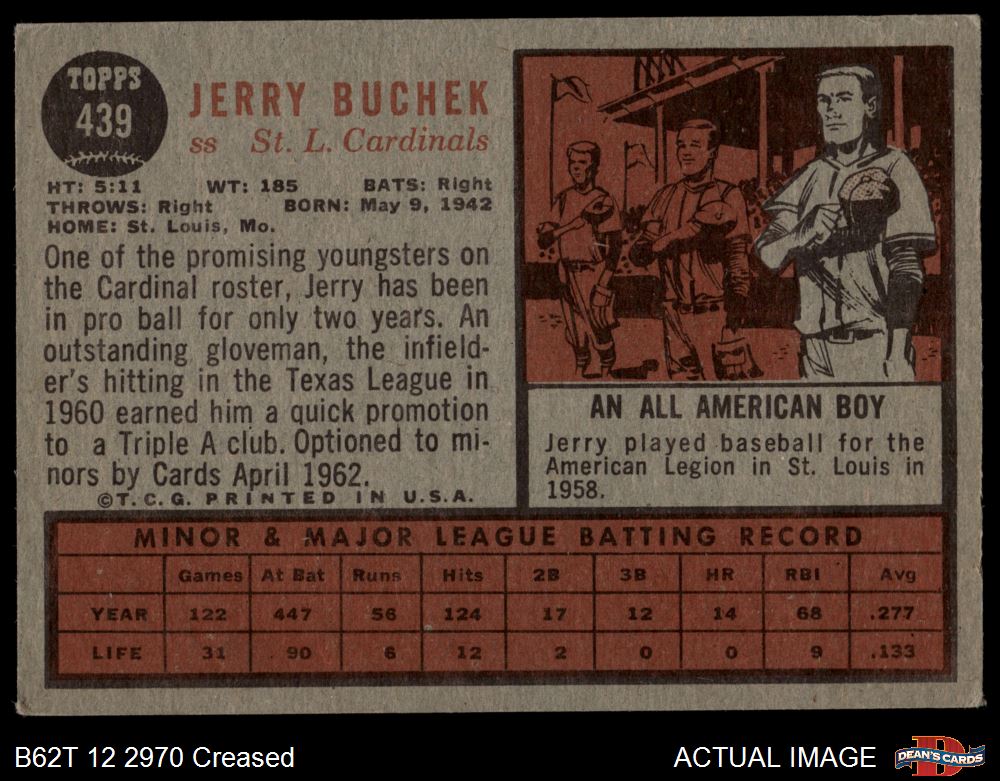 TOPPS
439
JERRY BUCHEK
ss St. L. Cardinals
HT: 5:11 WT: 185 BATS: Right
THROWS: Right BORN: May 9, 1942
HOME: St. Louis, Mo.
One of the promising youngsters on
the Cardinal roster, Jerry has been
in pro ball for only two years. An
outstanding gloveman, the infield-
er's hitting in the Texas League in
1960 earned him a quick promotion
to a Triple A club. Optioned to mi-
nors by Cards April 1962.
©T.C.G. PRINTED IN U.S.A.
AN ALL AMERICAN BOY
Jerry played baseball for the
American Legion in St. Louis in
1958.
MINOR & MAJOR LEAGUE BATTING RECORD
Games At Bat Runs Hits 2B 3B HR RBI Avg
YEAR 122 447 56 124 17 12 14 68 .277
LIFE 31 90 6 12 2 0 0 9 .133
B62T 12 2970 Creased
ACTUAL IMAGE
D
DEAN'S CARDS